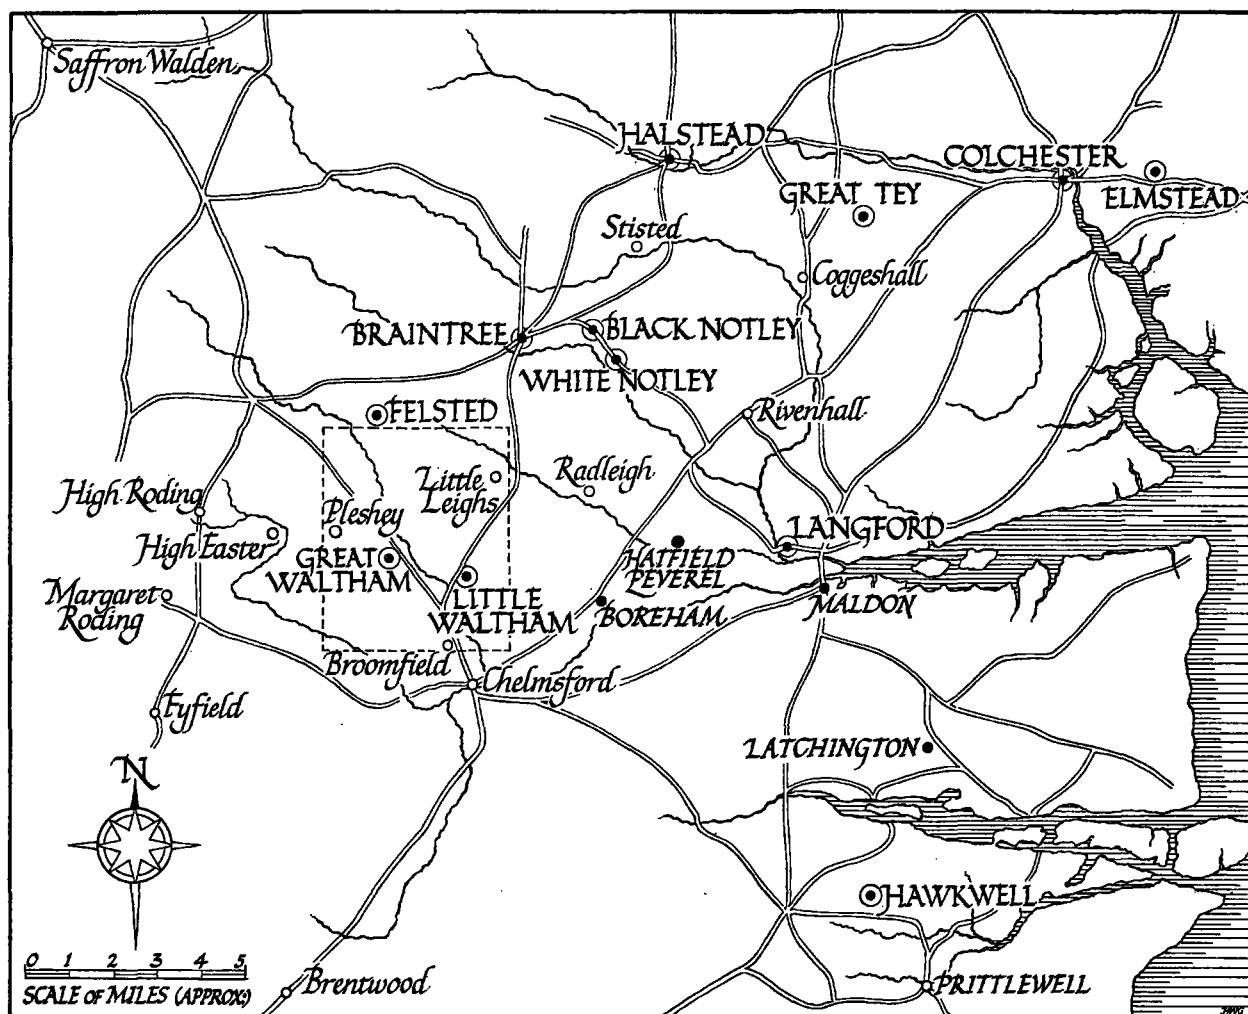 Saffron Walden
HALSTEAD
COLCHESTER
GREAT TEY
ELMSTEAD
Stisted
Coggeshall
BRAINTREE
BLACK NOTLEY
WHITE NOTLEY
FELSTED
Rivenhall
High Roding
Little
Leighs
Radleigh
Pleshey
High Easter
GREAT
WALTHAM
LANGFORD
HATFIELD
PEVEREL
Margaret
Roding
LITTLE
WALTHAM
BOREHAM
MALDON
Broomfield
Chelmsford
Fyfield
LATCHINGTON
N
HAWKWELL
0 1 2 3 4 5
SCALE OF MILES (APPROX:)
Brentwood
PRITTLEWELL